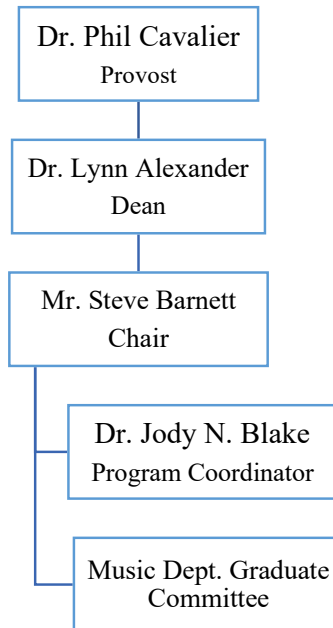 Dr. Phil Cavalier
Provost
Dr. Lynn Alexander
Dean
Mr. Steve Barnett
Chair
Dr. Jody N. Blake
Program Coordinator
Music Dept. Graduate
Committee